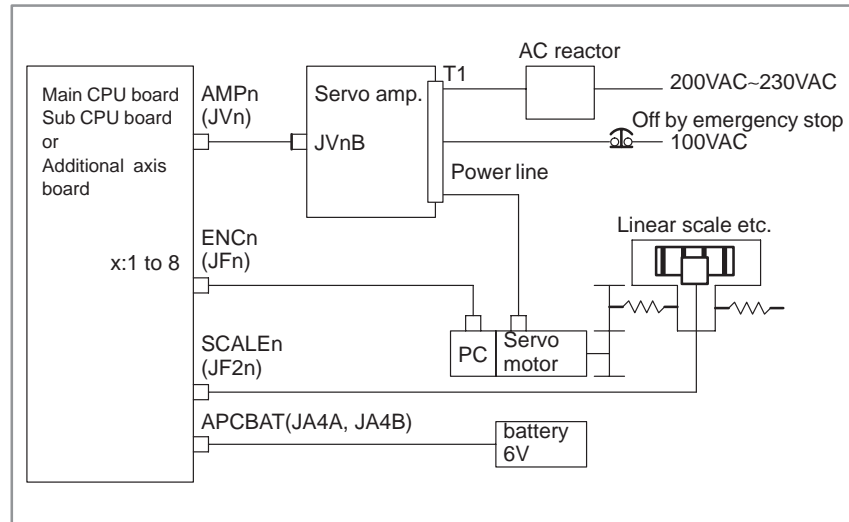 Main CPU board
Sub CPU board
or
Additional axis
board
x:1 to 8
AMPn
(JVn)
Servo amp.
JVnB
T1
AC reactor
200VAC~230VAC
Off by emergency stop
100VAC
Power line
ENCn
(JFn)
Linear scale etc.
PC
Servo
motor
SCALEn
(JF2n)
APCBAT(JA4A, JA4B)
battery
6V